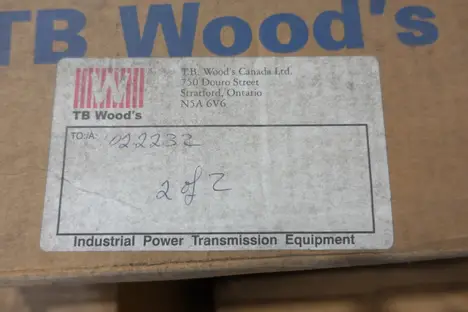 TB Wood's
T.B. Wood's Canada Ltd.
750 Douro Street
Stratford, Ontario
N5A 6V6
W
TB Wood's
TO:/A: 022232
2 of 2
Industrial Power Transmission Equipment